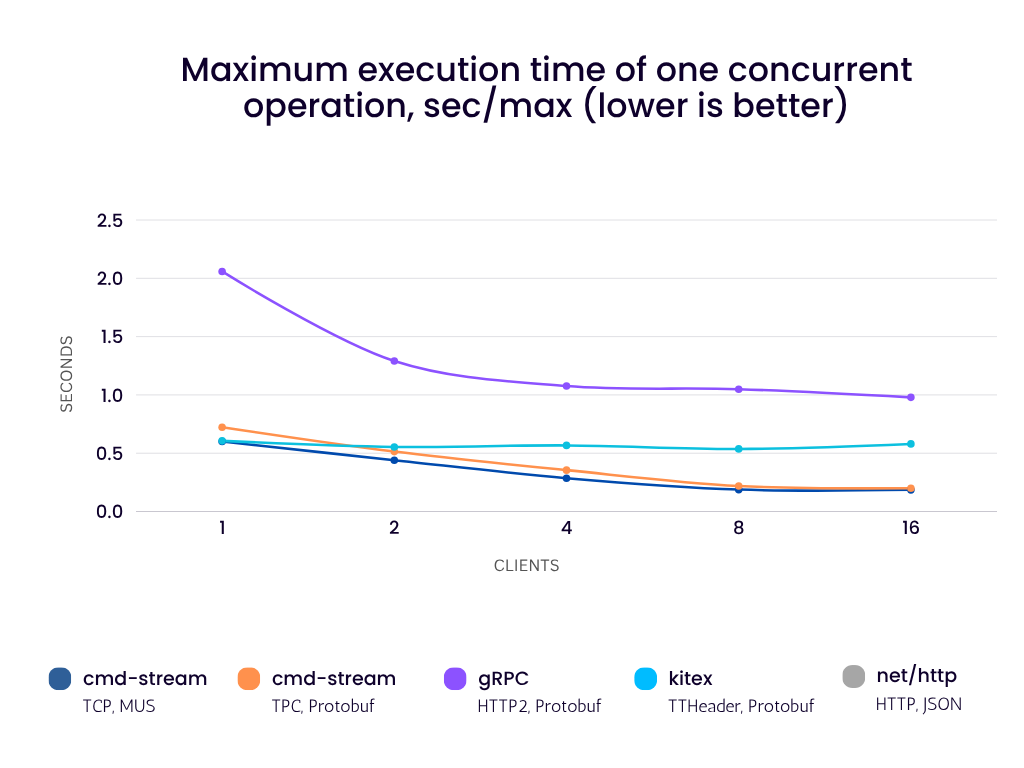 Maximum execution time of one concurrent
operation, sec/max (lower is better)
2.5
2.0
1.5
1.0
0.5
0.0
SECONDS
1 2 4 8 16
CLIENTS
cmd-stream cmd-stream gRPC kitex net/http
TCP, MUS TPC, Protobuf HTTP2, Protobuf TTHeader, Protobuf HTTP, JSON